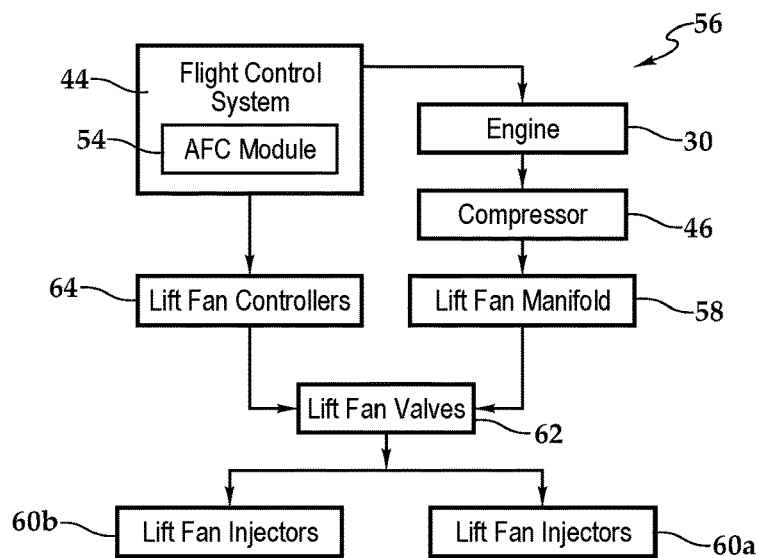 56
44
Flight Control
System
54
AFC Module
Engine
30
Compressor
46
64
Lift Fan Controllers
Lift Fan Manifold
58
Lift Fan Valves
62
60b
Lift Fan Injectors
Lift Fan Injectors
60a